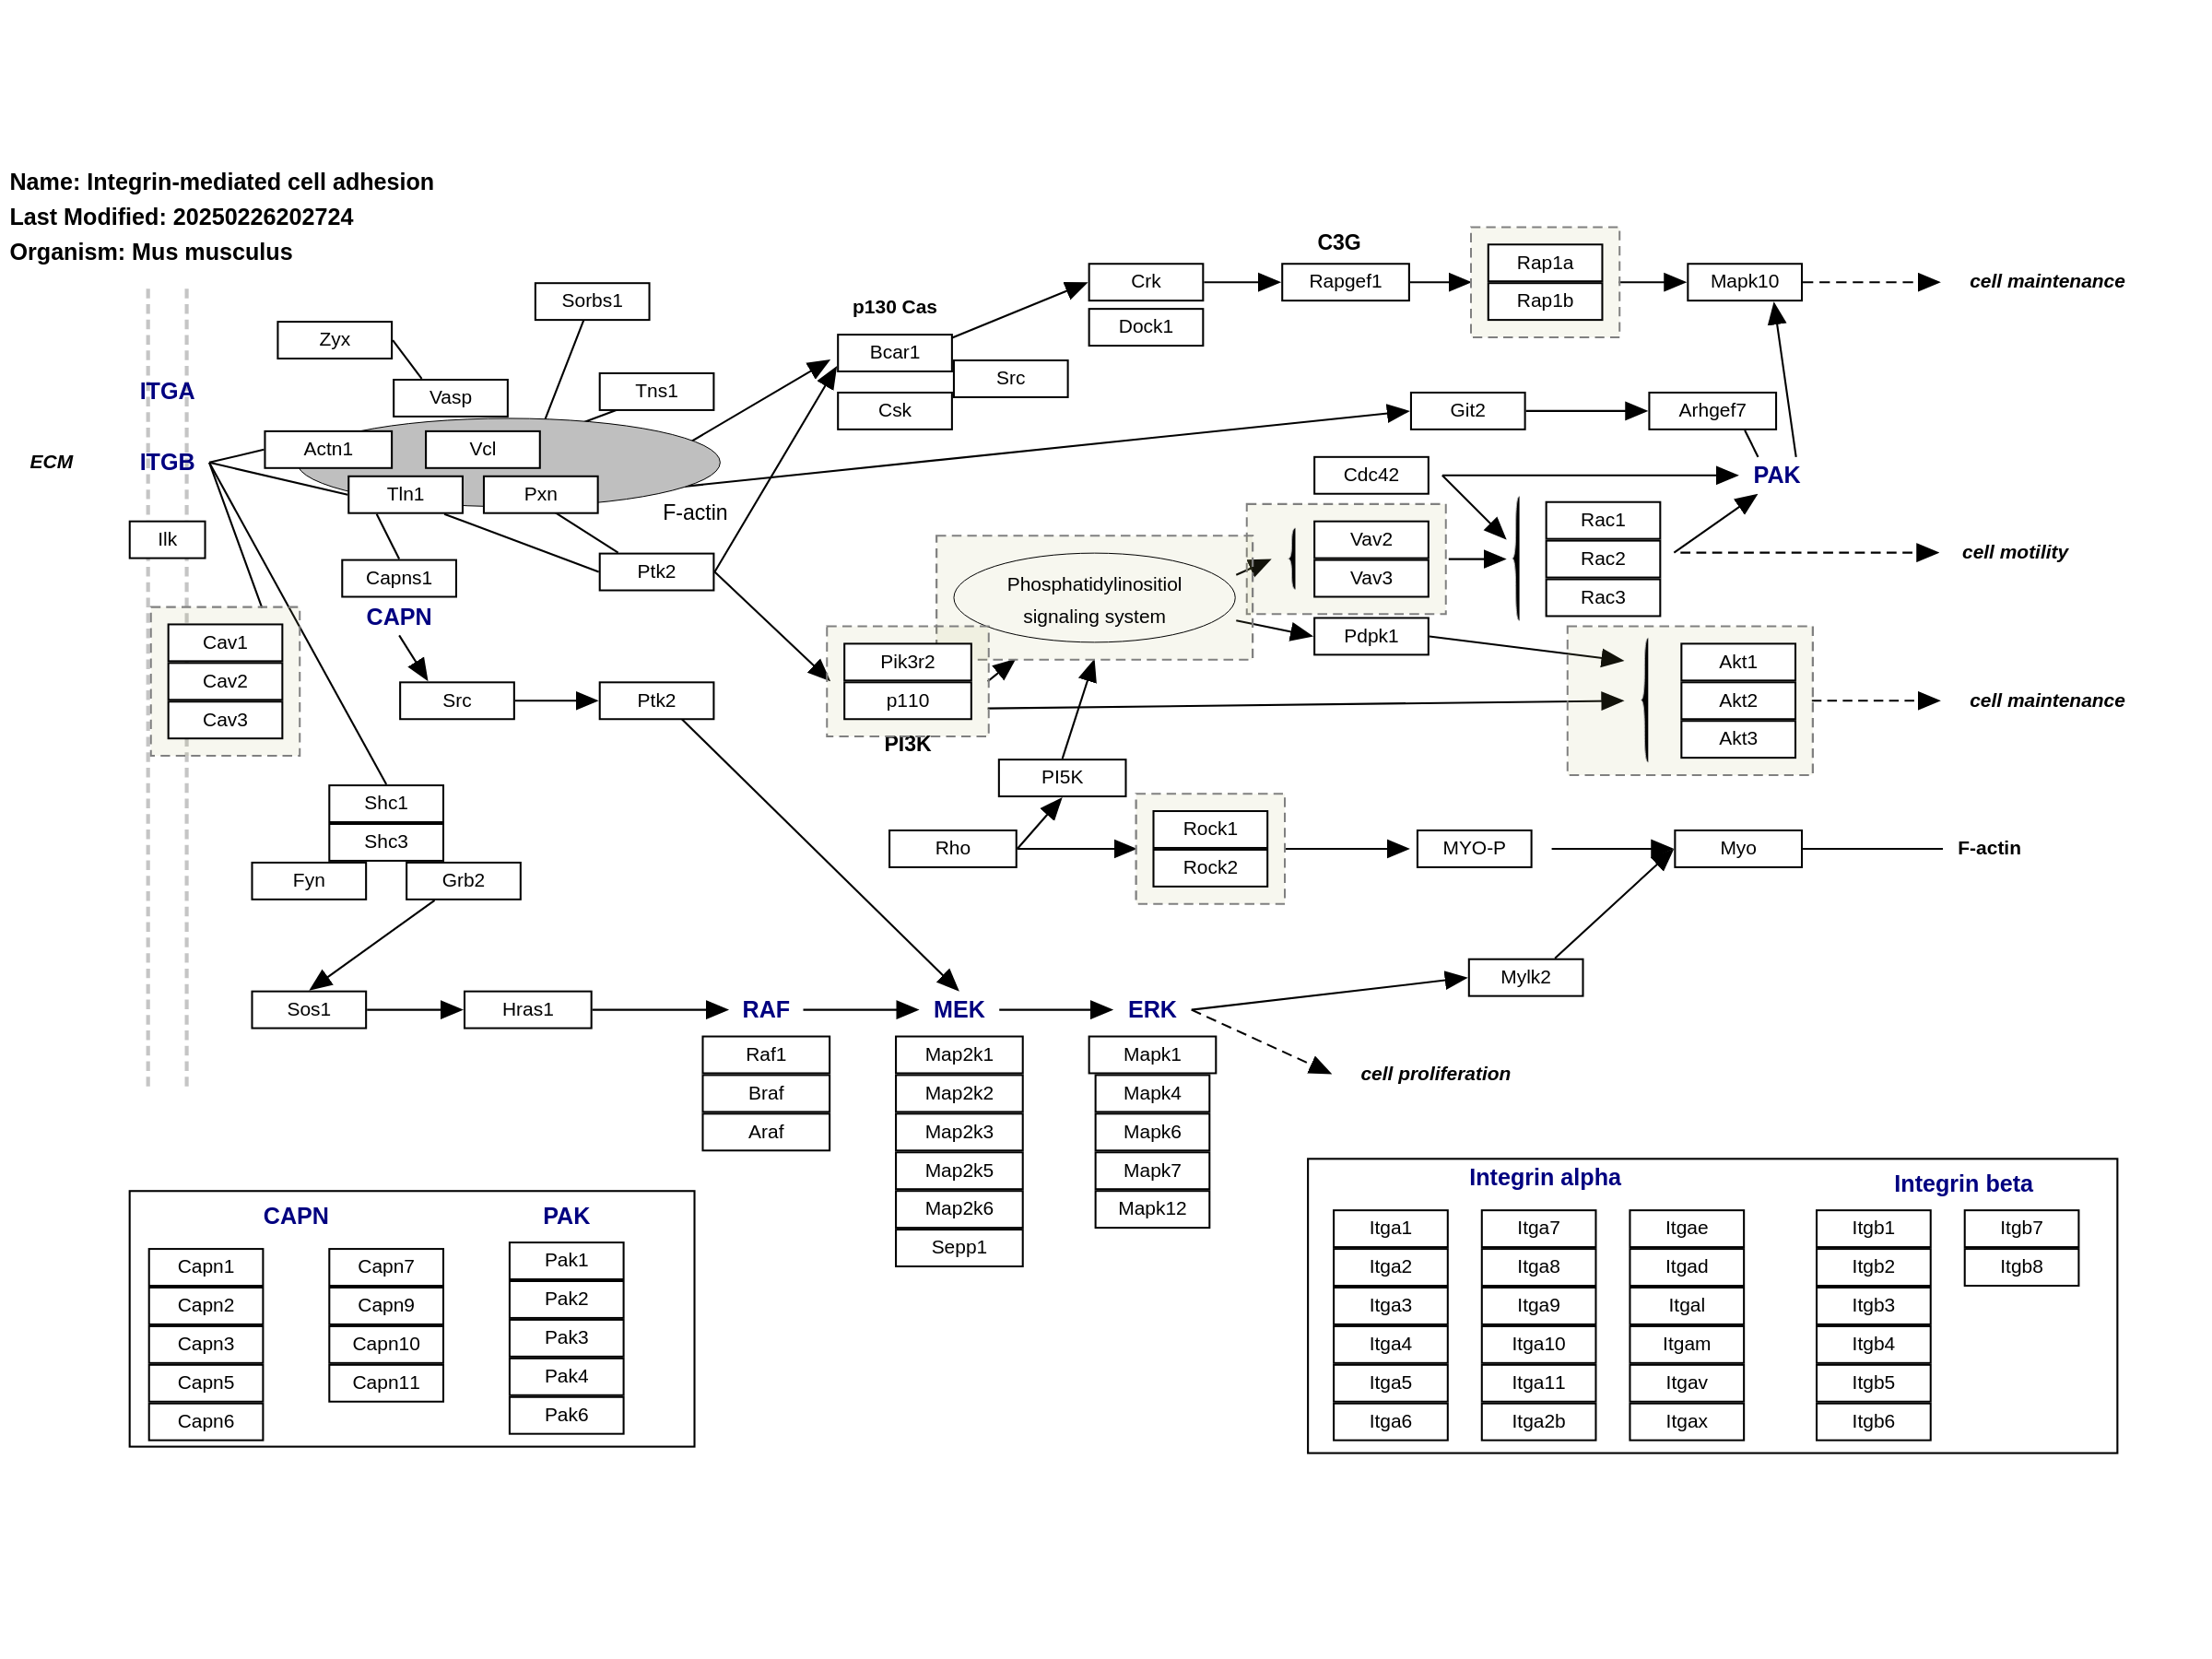 Name: Integrin-mediated cell adhesion
Last Modified: 20250226202724
Organism: Mus musculus
C3G
Crk
Rapgef1
Rap1a
Rap1b
Mapk10
cell maintenance
Sorbs1
p130 Cas
Dock1
Zyx
Bcar1
Src
Csk
ITGA
Vasp
Tns1
Git2
Arhgef7
ECM
ITGB
Actn1
Vcl
Tln1
Pxn
F-actin
Cdc42
PAK
Ilk
Capns1
CAPN
Ptk2
Phosphatidylinositiol
signaling system
Vav2
Vav3
Rac1
Rac2
Rac3
cell motility
Pdpk1
Cav1
Cav2
Cav3
Src
Ptk2
Pik3r2
p110
PI3K
Akt1
Akt2
Akt3
cell maintenance
PI5K
Shc1
Shc3
Fyn
Grb2
Rho
Rock1
Rock2
MYO-P
Myo
F-actin
Mylk2
Sos1
Hras1
RAF
MEK
ERK
cell proliferation
Raf1
Braf
Araf
Map2k1
Map2k2
Map2k3
Map2k5
Map2k6
Sepp1
Mapk1
Mapk4
Mapk6
Mapk7
Mapk12
CAPN
PAK
Capn1
Capn2
Capn3
Capn5
Capn6
Capn7
Capn9
Capn10
Capn11
Pak1
Pak2
Pak3
Pak4
Pak6
Integrin alpha
Integrin beta
Itga1
Itga2
Itga3
Itga4
Itga5
Itga6
Itga7
Itga8
Itga9
Itga10
Itga11
Itga2b
Itgae
Itgad
Itgal
Itgam
Itgav
Itgax
Itgb1
Itgb2
Itgb3
Itgb4
Itgb5
Itgb6
Itgb7
Itgb8